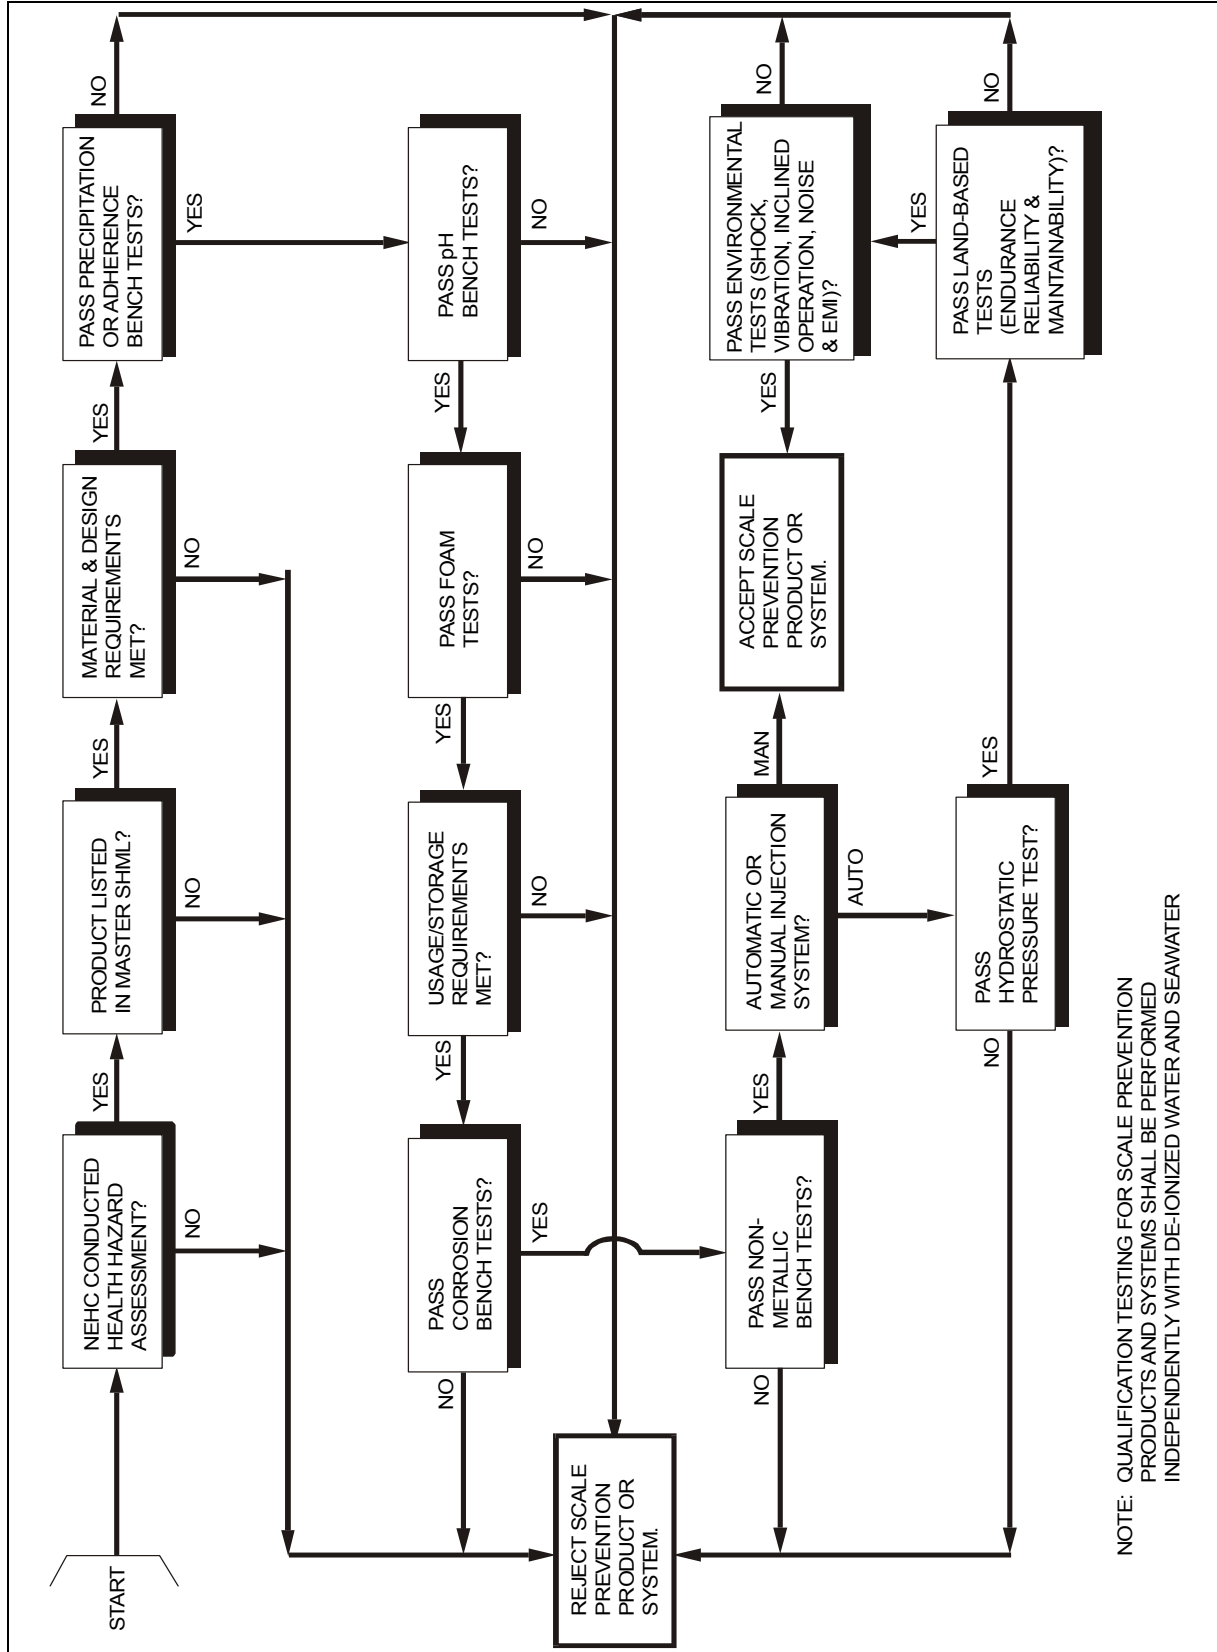 START
NEHC CONDUCTED
HEALTH HAZARD
ASSESSMENT?
NO
YES
PRODUCT LISTED
IN MASTER SHML?
NO
YES
MATERIAL & DESIGN
REQUIREMENTS
MET?
NO
YES
PASS PRECIPITATION
OR ADHERENCE
BENCH TESTS?
NO
YES
PASS pH
BENCH TESTS?
NO
YES
PASS FOAM
TESTS?
NO
YES
USAGE/STORAGE
REQUIREMENTS
MET?
NO
YES
PASS
CORROSION
BENCH TESTS?
NO
YES
REJECT SCALE
PREVENTION
PRODUCT OR
SYSTEM.
PASS NON-
METALLIC
BENCH TESTS?
NO
YES
AUTOMATIC OR
MANUAL INJECTION
SYSTEM?
MAN
AUTO
ACCEPT SCALE
PREVENTION
PRODUCT OR
SYSTEM.
PASS
HYDROSTATIC
PRESSURE TEST?
NO
YES
PASS LAND-BASED
TESTS
(ENDURANCE
RELIABILITY &
MAINTAINABILITY)?
NO
YES
PASS ENVIRONMENTAL
TESTS (SHOCK,
VIBRATION, INCLINED
OPERATION, NOISE
& EMI)?
NO
YES
NOTE: QUALIFICATION TESTING FOR SCALE PREVENTION
PRODUCTS AND SYSTEMS SHALL BE PERFORMED
INDEPENDENTLY WITH DE-IONIZED WATER AND SEAWATER